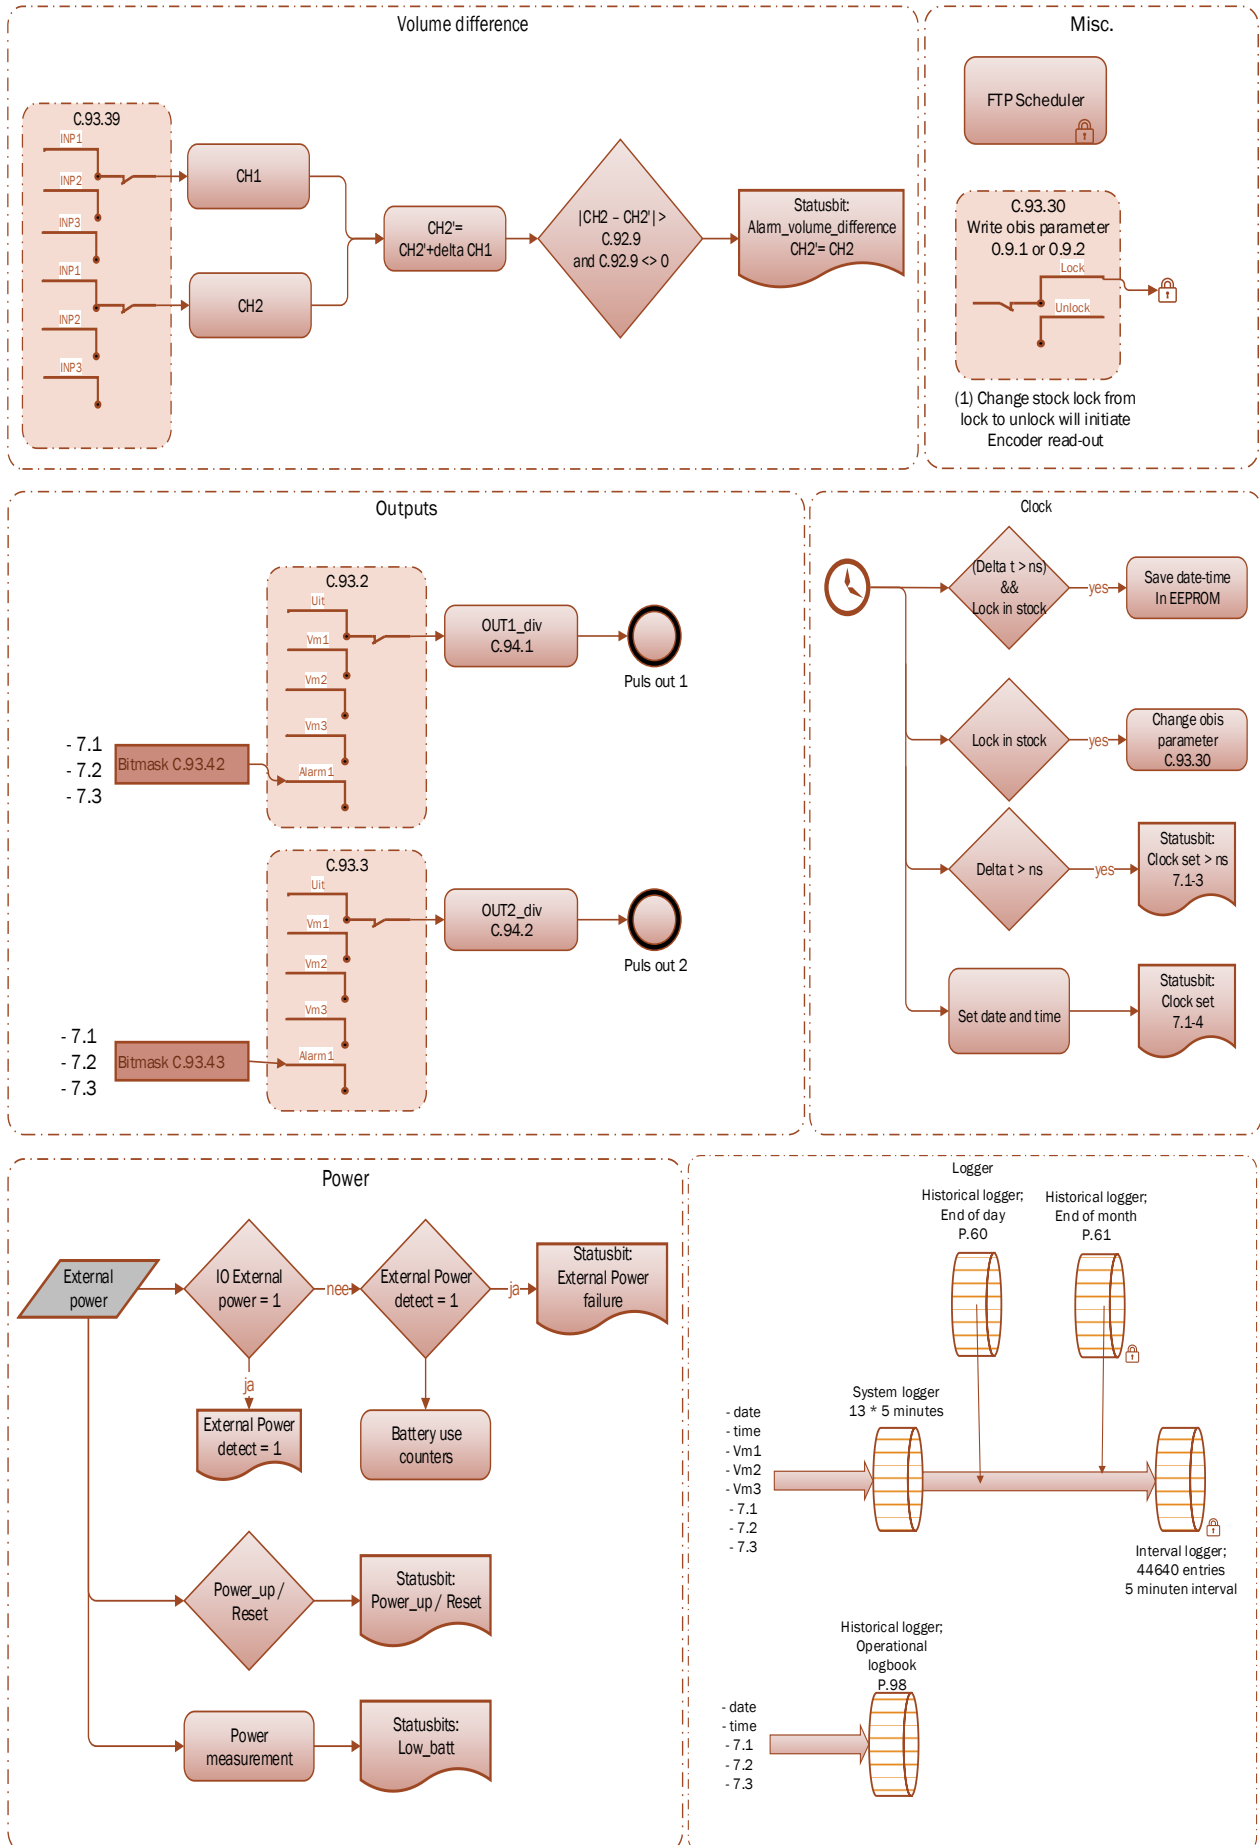 Volume difference
C.93.39
INP1
INP2
INP3
INP1
INP2
INP3
CH1
CH2
CH2'=
CH2'+delta CH1
|CH2 – CH2'| >
C.92.9
and C.92.9 <> 0
Statusbit:
Alarm_volume_difference
CH2'= CH2
Misc.
FTP Scheduler
C.93.30
Write obis parameter
0.9.1 or 0.9.2
Lock
Unlock
(1) Change stock lock from
lock to unlock will initiate
Encoder read-out
Outputs
C.93.2
Uit
Vm1
Vm2
Vm3
Alarm1
- 7.1
- 7.2
- 7.3
Bitmask C.93.42
OUT1_div
C.94.1
Puls out 1
C.93.3
Uit
Vm1
Vm2
Vm3
Alarm1
- 7.1
- 7.2
- 7.3
Bitmask C.93.43
OUT2_div
C.94.2
Puls out 2
Clock
(Delta t > ns)
&&
Lock in stock
yes
Save date-time
In EEPROM
Lock in stock
yes
Change obis
parameter
C.93.30
Delta t > ns
yes
Statusbit:
Clock set > ns
7.1-3
Set date and time
Statusbit:
Clock set
7.1-4
Power
External
power
IO External
power = 1
nee
External Power
detect = 1
ja
Statusbit:
External Power
failure
ja
External Power
detect = 1
Battery use
counters
Power_up /
Reset
Statusbit:
Power_up / Reset
Power
measurement
Statusbits:
Low_batt
Logger
Historical logger;
End of day
P.60
Historical logger;
End of month
P.61
System logger
13 * 5 minutes
- date
- time
- Vm1
- Vm2
- Vm3
- 7.1
- 7.2
- 7.3
Interval logger;
44640 entries
5 minuten interval
Historical logger;
Operational
logbook
P.98
- date
- time
- 7.1
- 7.2
- 7.3